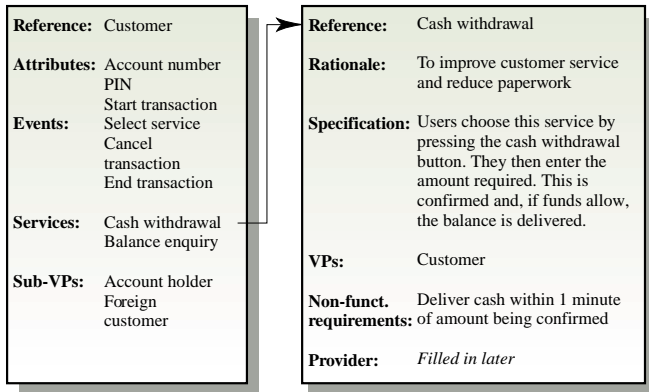 Reference: Customer
Attributes: Account number
PIN
Start transaction
Events: Select service
Cancel
transaction
End transaction
Services: Cash withdrawal
Balance enquiry
Sub-VPs: Account holder
Foreign
customer
Reference: Cash withdrawal
Rationale: To improve customer service
and reduce paperwork
Specification: Users choose this service by
pressing the cash withdrawal
button. They then enter the
amount required. This is
confirmed and, if funds allow,
the balance is delivered.
VPs: Customer
Non-funct. Deliver cash within 1 minute
requirements: of amount being confirmed
Provider: Filled in later